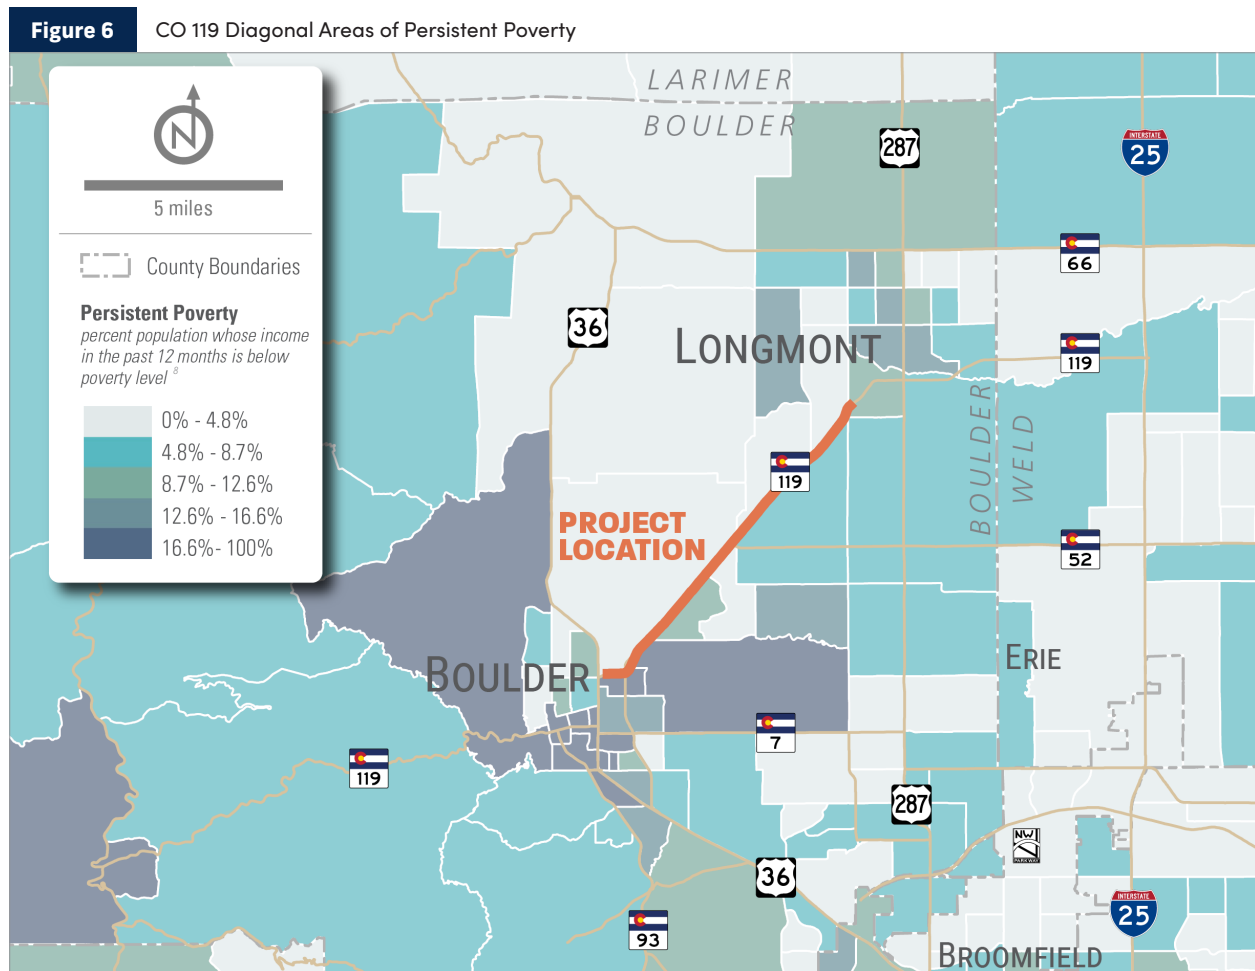 Figure 6
CO 119 Diagonal Areas of Persistent Poverty
N
5 miles
County Boundaries
Persistent Poverty
percent population whose income
in the past 12 months is below
poverty level 8
0% - 4.8%
4.8% - 8.7%
8.7% - 12.6%
12.6% - 16.6%
16.6%- 100%
LARIMER
BOULDER
287
INTERSTATE
25
66
36
LONGMONT
119
BOULDER
WELD
119
PROJECT
LOCATION
52
ERIE
BOULDER
7
119
287
NW
PARKWAY
36
INTERSTATE
25
93
BROOMFIELD